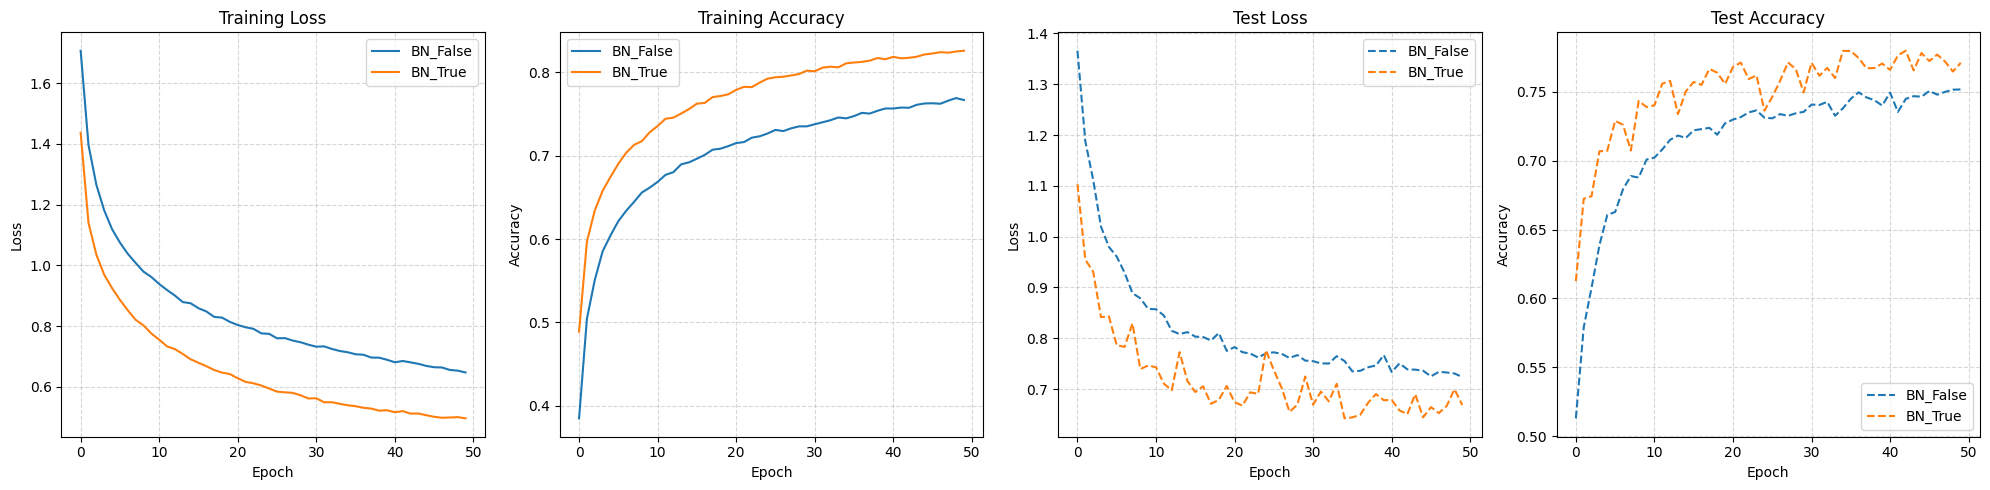 Training Loss
Loss
1.6
1.4
1.2
1.0
0.8
0.6
BN_False
BN_True
0
10
20
30
40
50
Epoch
Training Accuracy
Accuracy
0.8
0.7
0.6
0.5
0.4
BN_False
BN_True
0
10
20
30
40
50
Epoch
Test Loss
Loss
1.4
1.3
1.2
1.1
1.0
0.9
0.8
0.7
BN_False
BN_True
0
10
20
30
40
50
Epoch
Test Accuracy
Accuracy
0.75
0.70
0.65
0.60
0.55
0.50
BN_False
BN_True
0
10
20
30
40
50
Epoch